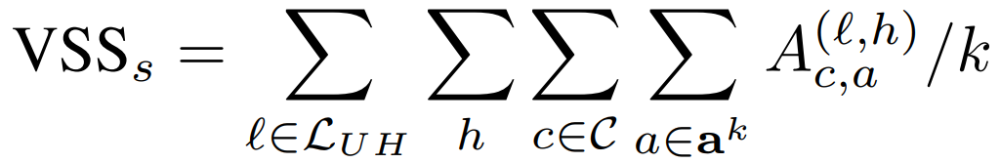 VSS_s = \sum_{\ell \in \mathcal{L}_{UH}} \sum_{h} \sum_{c \in \mathcal{C}} \sum_{a \in \mathbf{a}^k} A_{c,a}^{(\ell,h)} / k